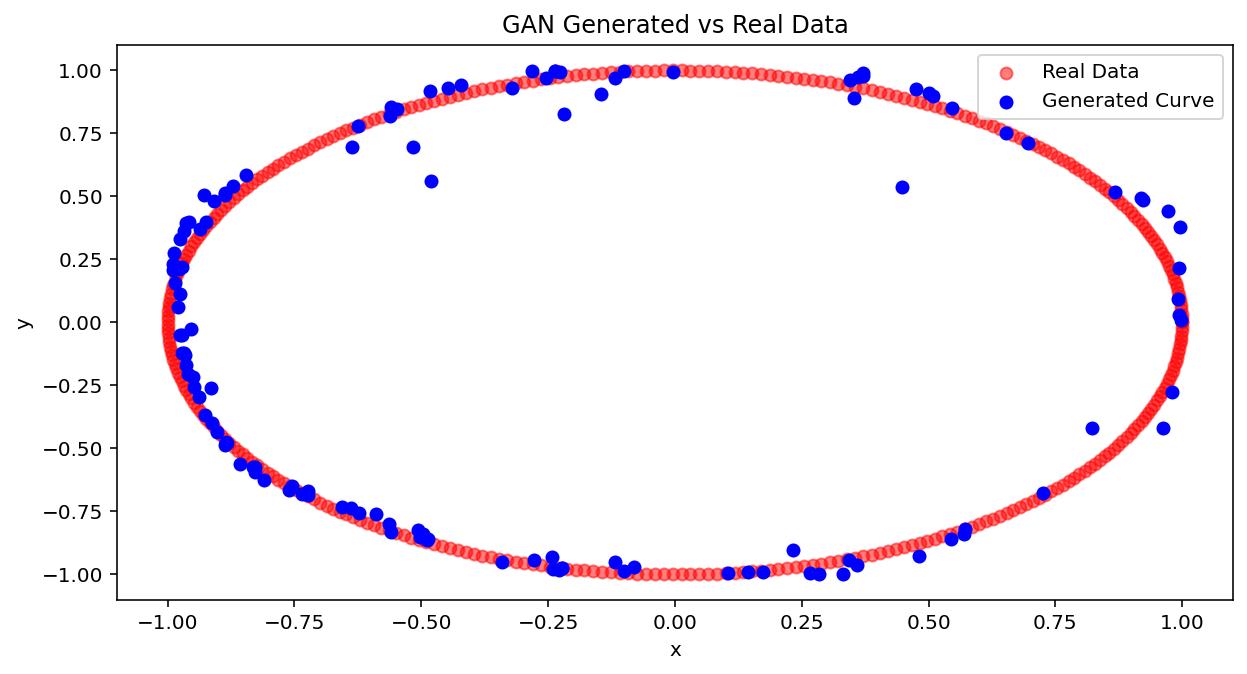 GAN Generated vs Real Data
Real Data
Generated Curve
y
1.00
0.75
0.50
0.25
0.00
−0.25
−0.50
−0.75
−1.00
−1.00 −0.75 −0.50 −0.25 0.00 0.25 0.50 0.75 1.00
x